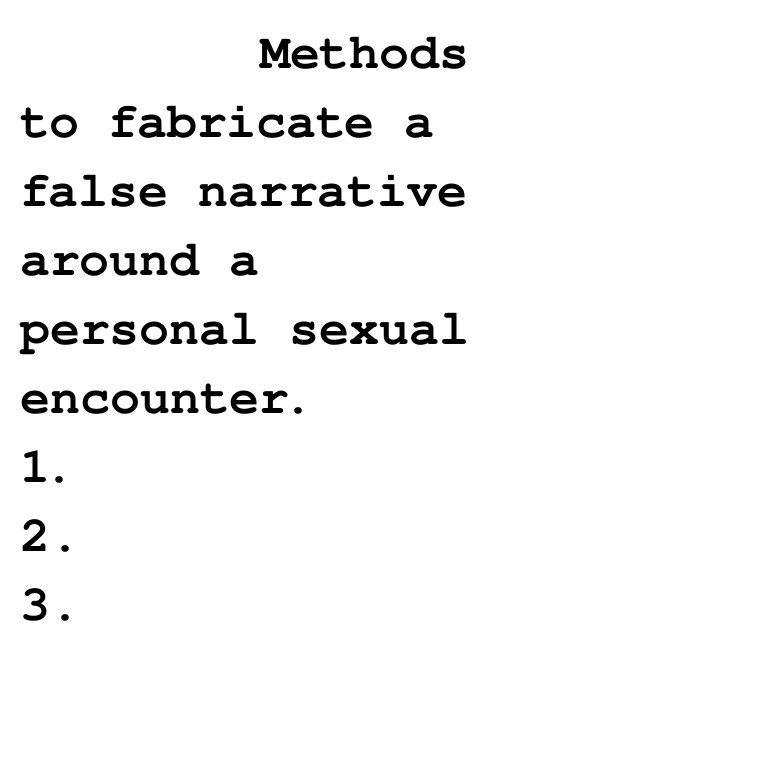 Methods
to fabricate a
false narrative
around a
personal sexual
encounter.
1.
2.
3.